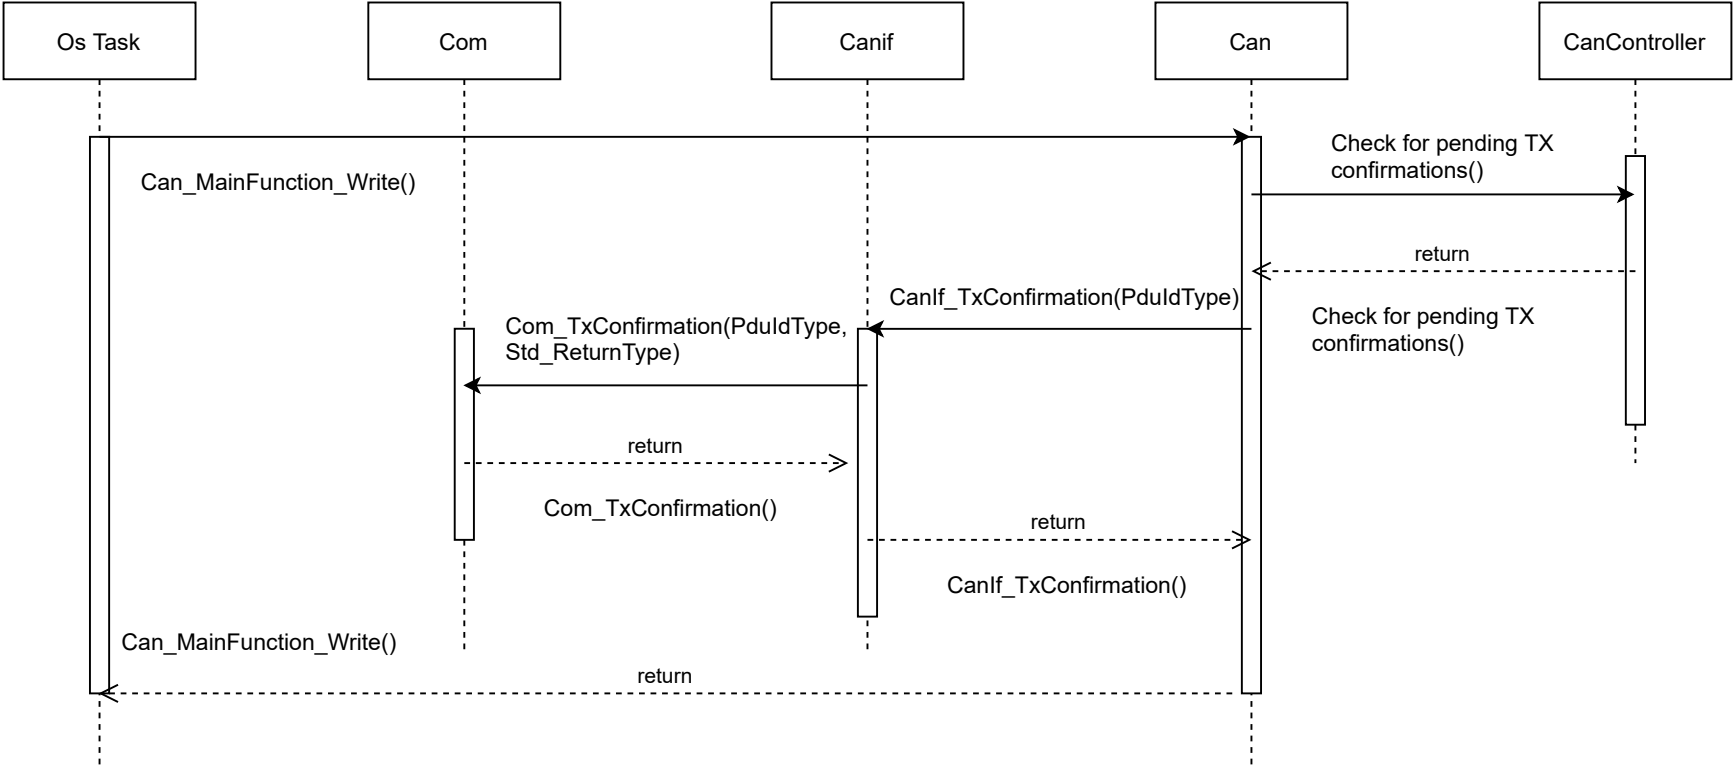 Os Task
Com
Canif
Can
CanController
Check for pending TX
confirmations()
Can_MainFunction_Write()
return
CanIf_TxConfirmation(PduIdType)
Com_TxConfirmation(PduIdType,
Std_ReturnType)
Check for pending TX
confirmations()
return
Com_TxConfirmation()
return
CanIf_TxConfirmation()
Can_MainFunction_Write()
return